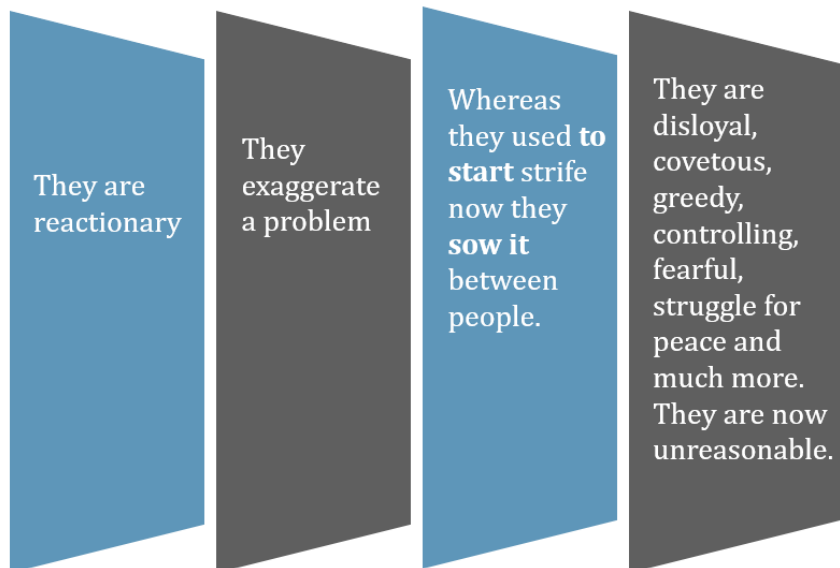 They are
reactionary
They
exaggerate
a problem
Whereas
they used to
start strife
now they
sow it
between
people.
They are
disloyal,
covetous,
greedy,
controlling,
fearful,
struggle for
peace and
much more.
They are now
unreasonable.